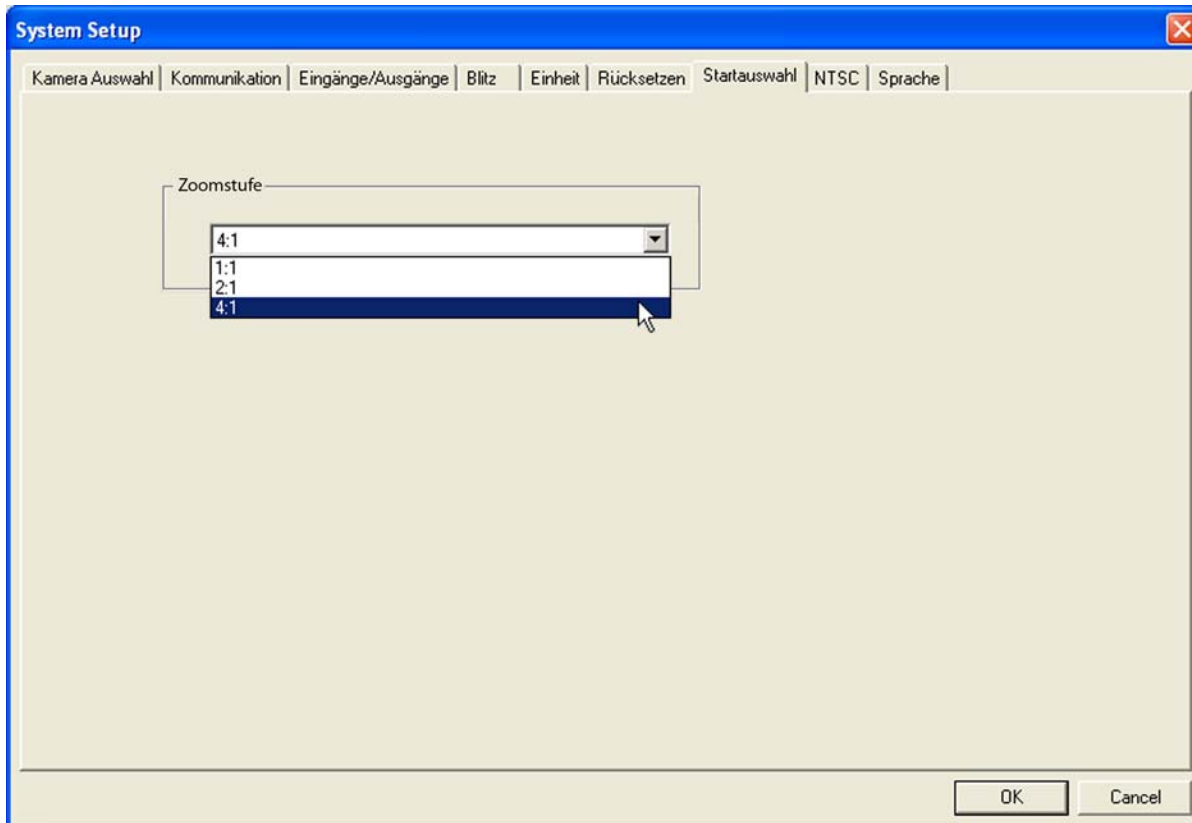 System Setup
Kamera Auswahl Kommunikation Eingänge/Ausgänge Blitz Einheit Rücksetzen Startauswahl NTSC Sprache
Zoomstufe
4:1
1:1
2:1
4:1
OK Cancel